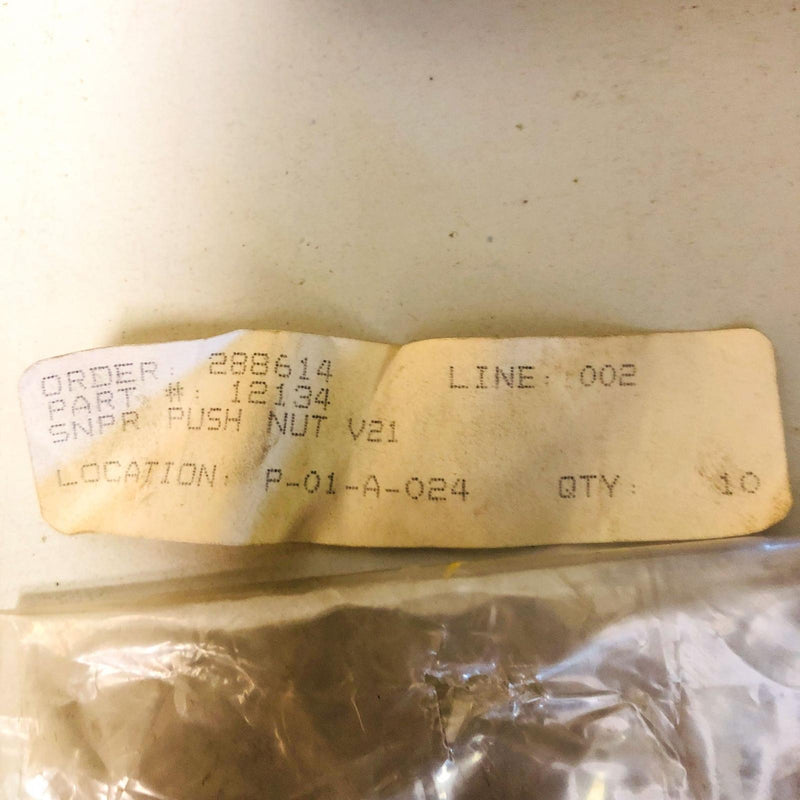 ORDER: 288614 LINE: 002
PART #: 12134
SNPR PUSH NUT V21
LOCATION: P-01-A-024 QTY: 10